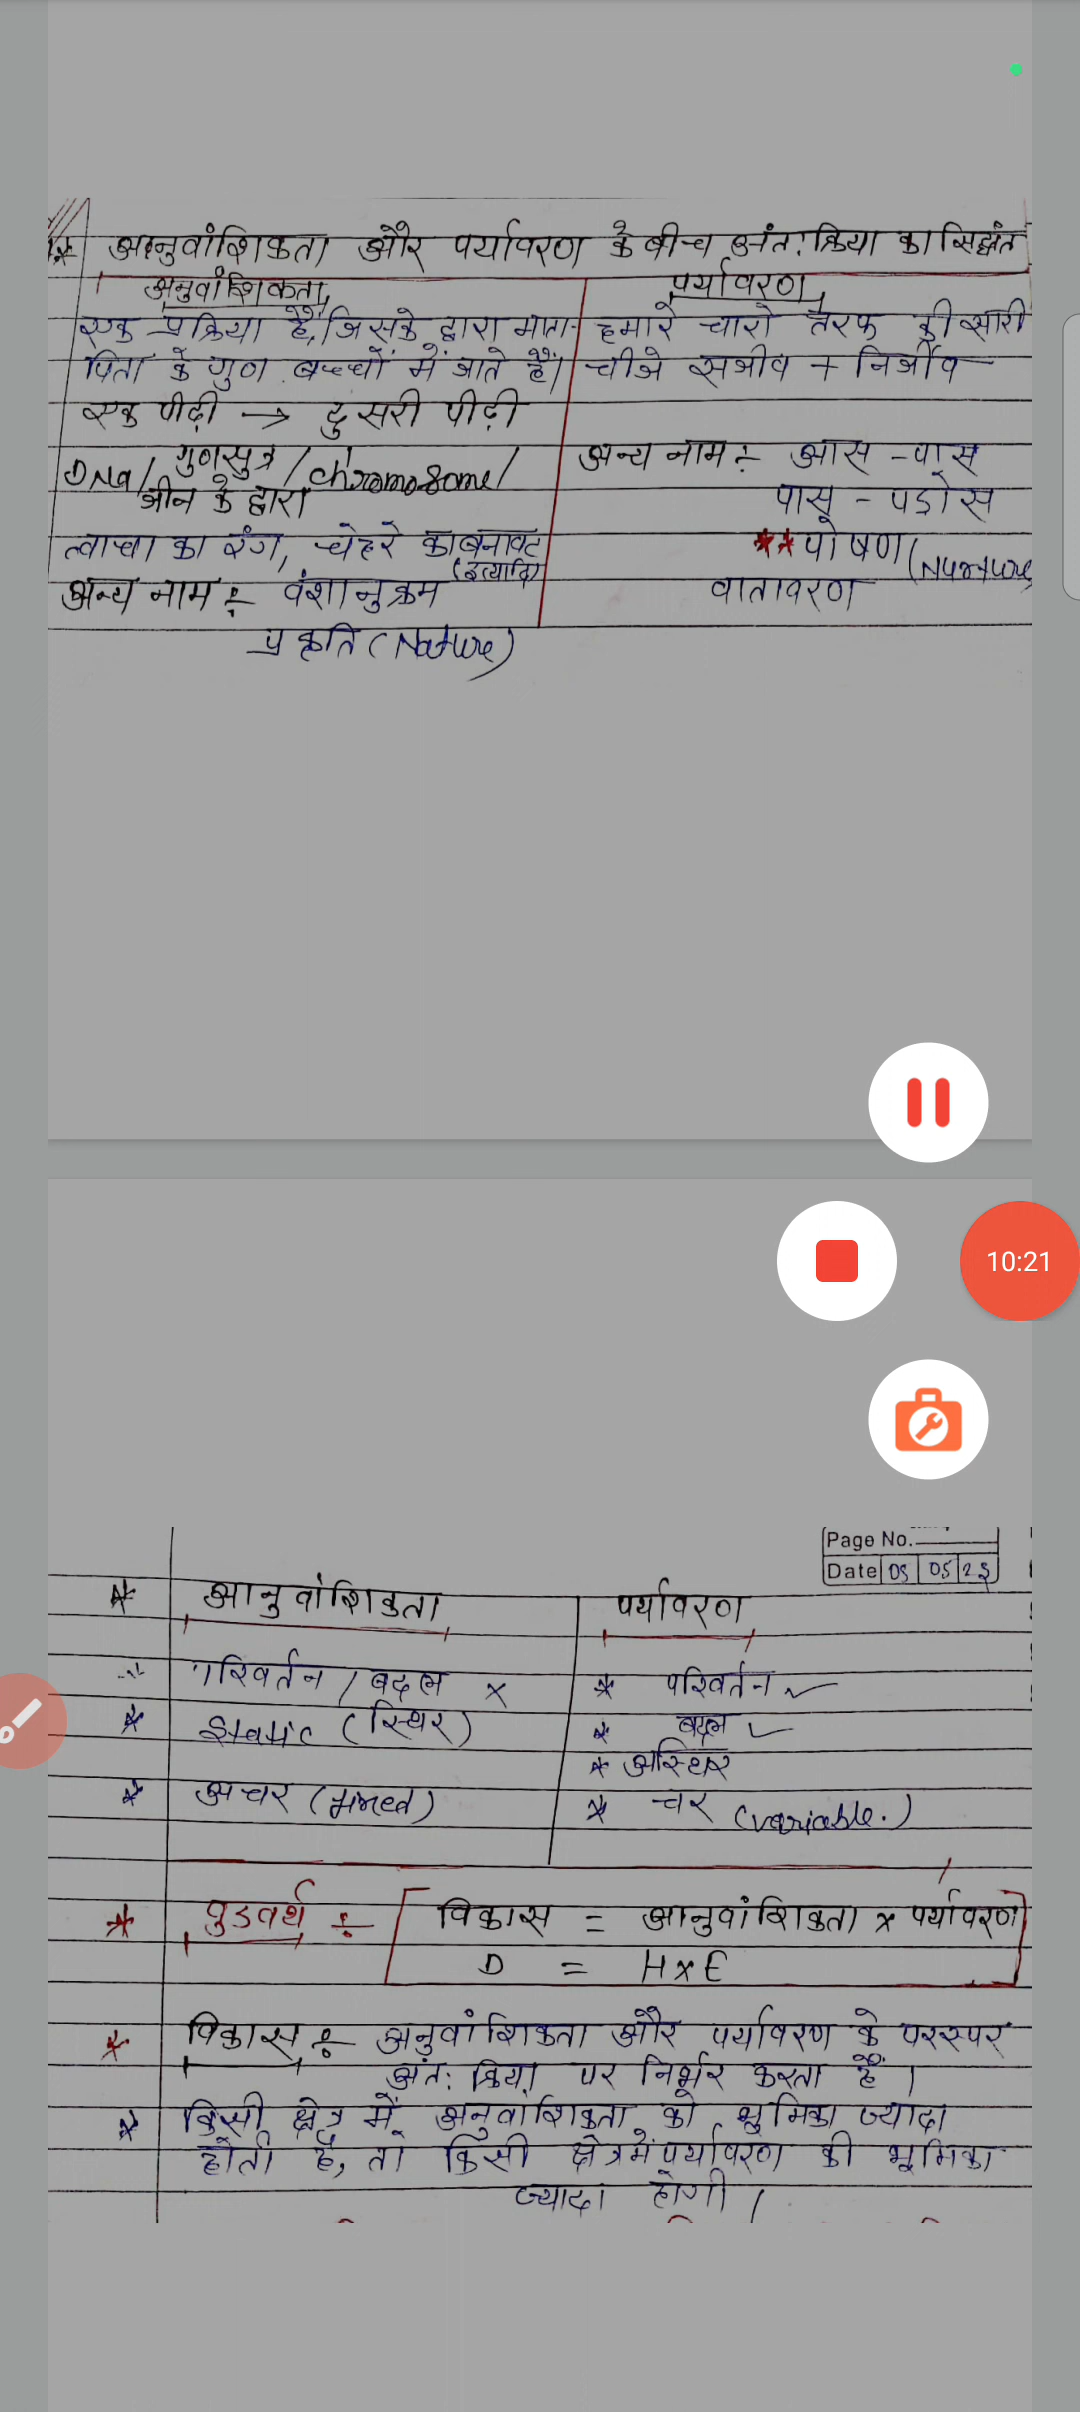 आनुवांशिकता और पर्यावरण के बीच अंत:क्रिया का सिद्धांत
अनुवांशिकता
पर्यावरण
एक प्रक्रिया है, जिसके द्वारा माता-
पिता के गुण बच्चों में जाते हैं।
एक पीढ़ी → दुसरी पीढ़ी
DNa/ गुणसुत्र / chromosome/
जीन के द्वारा
त्वाचा का रंग, चेहरे का बनावट
(इत्यादि)
अन्य नाम ÷ वंशानुक्रम
प्रकृति (Nature)
हमारे चारो तरफ की सारी
चीजे सजीव + निर्जीव
अन्य नाम ÷ आस - पास
पास - पड़ोस
** पोषण (Nurture)
वातावरण
10:21
Page No.
Date 05 05 23
* आनुवांशिकता
परिवर्तन / बदल ×
* Static (स्थिर)
* अचर (fixed)
पर्यावरण
* परिवर्तन ✓
* बदल ✓
* अस्थिर
* चर (variable.)
* वुडवर्थ ÷ [विकास = आनुवांशिकता × पर्यावरण]
D = H×E
* विकास ÷ अनुवांशिकता और पर्यावरण के परस्पर
अंत: क्रिया पर निर्भर करता है।
* किसी क्षेत्र में अनुवांशिकता की भुमिका ज्यादा
होती है, तो किसी क्षेत्र में पर्यावरण की भूमिका
ज्यादा होगी।